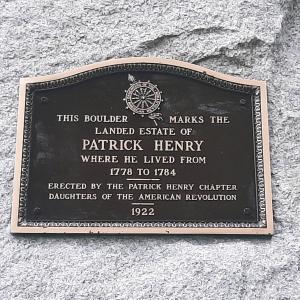 THIS BOULDER MARKS THE
LANDED ESTATE OF
PATRICK HENRY
WHERE HE LIVED FROM
1778 TO 1784
ERECTED BY THE PATRICK HENRY CHAPTER
DAUGHTERS OF THE AMERICAN REVOLUTION
1922